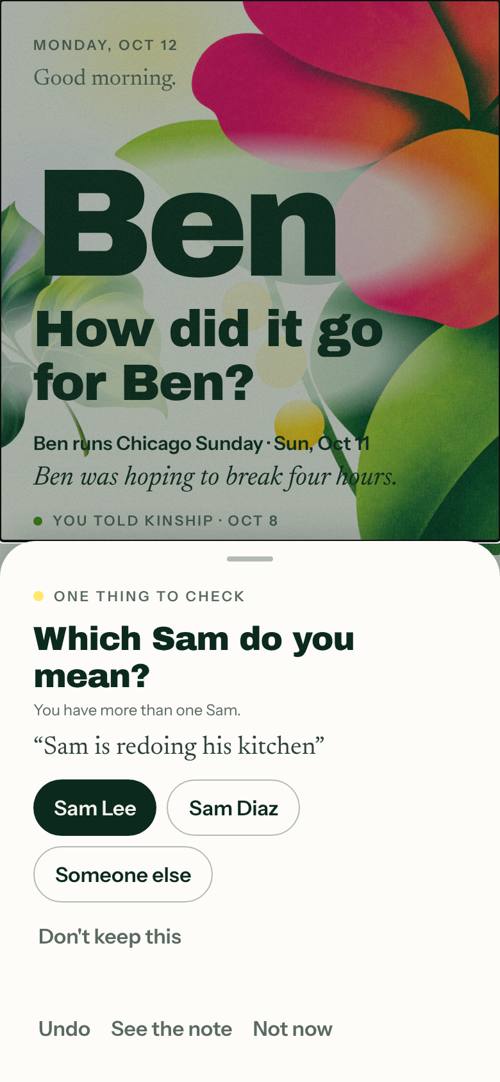 MONDAY, OCT 12
Good morning.
Ben
How did it go
for Ben?
Ben runs Chicago Sunday · Sun, Oct 11
Ben was hoping to break four hours.
YOU TOLD KINSHIP · OCT 8
ONE THING TO CHECK
Which Sam do you
mean?
You have more than one Sam.
“Sam is redoing his kitchen”
Sam Lee
Sam Diaz
Someone else
Don't keep this
Undo See the note Not now